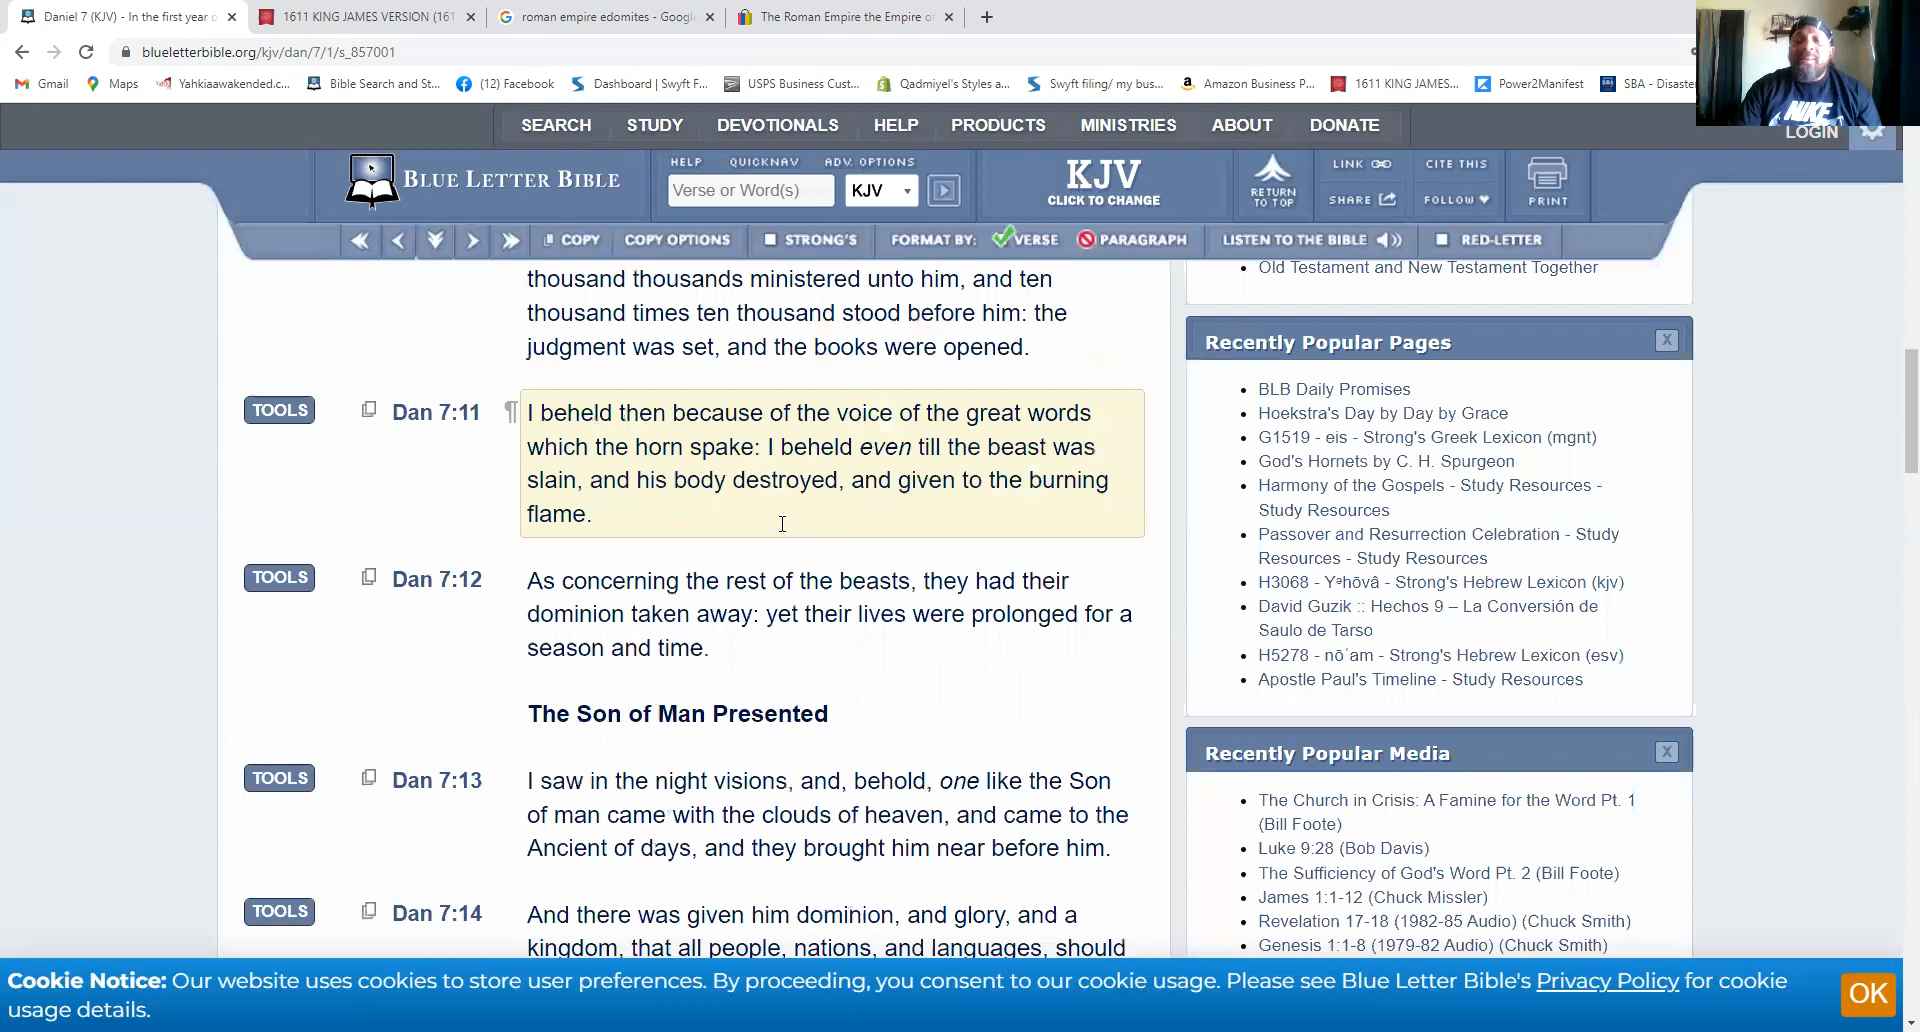 Daniel 7 (KJV) - In the first year o
1611 KING JAMES VERSION (161
roman empire edomites - Googl
The Roman Empire the Empire of
blueletterbible.org/kjv/dan/7/1/s_857001
Gmail
Maps
Yahkiaawakended.c...
Bible Search and St...
(12) Facebook
Dashboard | Swyft F...
USPS Business Cust...
Qadmiyel's Styles a...
Swyft filing/ my bus...
Amazon Business P...
1611 KING JAMES...
Power2Manifest
SBA - Disaste
NIKE
SEARCH
STUDY
DEVOTIONALS
HELP
PRODUCTS
MINISTRIES
ABOUT
DONATE
LOGIN
BLUE LETTER BIBLE
HELP QUICKNAV ADV. OPTIONS
Verse or Word(s)
KJV
KJV
CLICK TO CHANGE
RETURN
TO TOP
LINK
CITE THIS
SHARE
FOLLOW
PRINT
COPY
COPY OPTIONS
STRONG'S
FORMAT BY:
VERSE
PARAGRAPH
LISTEN TO THE BIBLE
RED-LETTER
thousand thousands ministered unto him, and ten
thousand times ten thousand stood before him: the
judgment was set, and the books were opened.
TOOLS
Dan 7:11
¶ I beheld then because of the voice of the great words
which the horn spake: I beheld even till the beast was
slain, and his body destroyed, and given to the burning
flame.
TOOLS
Dan 7:12
As concerning the rest of the beasts, they had their
dominion taken away: yet their lives were prolonged for a
season and time.
The Son of Man Presented
TOOLS
Dan 7:13
I saw in the night visions, and, behold, one like the Son
of man came with the clouds of heaven, and came to the
Ancient of days, and they brought him near before him.
TOOLS
Dan 7:14
And there was given him dominion, and glory, and a
kingdom, that all people, nations, and languages, should
Old Testament and New Testament Together
Recently Popular Pages
X
BLB Daily Promises
Hoekstra's Day by Day by Grace
G1519 - eis - Strong's Greek Lexicon (mgnt)
God's Hornets by C. H. Spurgeon
Harmony of the Gospels - Study Resources -
Study Resources
Passover and Resurrection Celebration - Study
Resources - Study Resources
H3068 - Yᵊhōvâ - Strong's Hebrew Lexicon (kjv)
David Guzik :: Hechos 9 – La Conversión de
Saulo de Tarso
H5278 - nōʿam - Strong's Hebrew Lexicon (esv)
Apostle Paul's Timeline - Study Resources
Recently Popular Media
X
The Church in Crisis: A Famine for the Word Pt. 1
(Bill Foote)
Luke 9:28 (Bob Davis)
The Sufficiency of God's Word Pt. 2 (Bill Foote)
James 1:1-12 (Chuck Missler)
Revelation 17-18 (1982-85 Audio) (Chuck Smith)
Genesis 1:1-8 (1979-82 Audio) (Chuck Smith)
Cookie Notice: Our website uses cookies to store user preferences. By proceeding, you consent to our cookie usage. Please see Blue Letter Bible's Privacy Policy for cookie
usage details.
OK